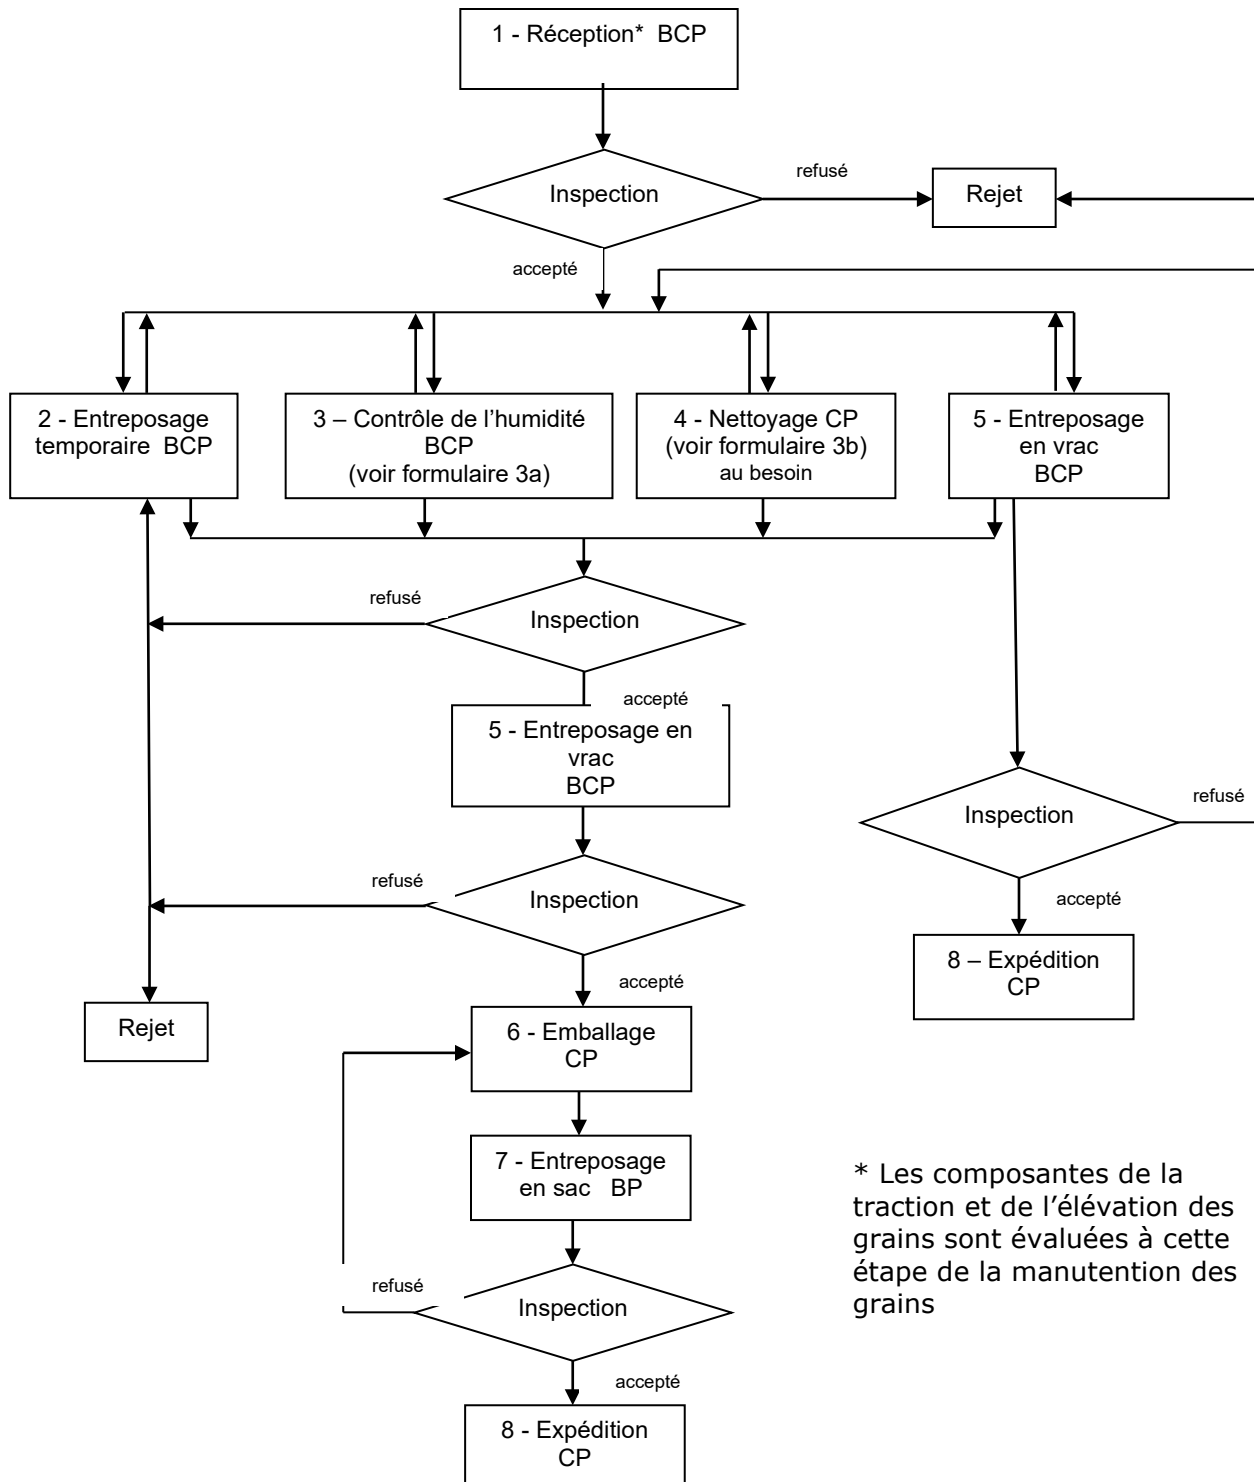 1 - Réception*  BCP
Inspection
refusé
Rejet
accepté
2 - Entreposage
temporaire  BCP
3 – Contrôle de l'humidité
BCP
(voir formulaire 3a)
4 - Nettoyage CP
(voir formulaire 3b)
au besoin
5 - Entreposage
en vrac
BCP
refusé
Inspection
accepté
5 - Entreposage en
vrac
BCP
Inspection
refusé
accepté
8 – Expédition
CP
refusé
Inspection
accepté
Rejet
6 - Emballage
CP
7 - Entreposage
en sac   BP
refusé
Inspection
accepté
8 - Expédition
CP
* Les composantes de la
traction et de l'élévation des
grains sont évaluées à cette
étape de la manutention des
grains